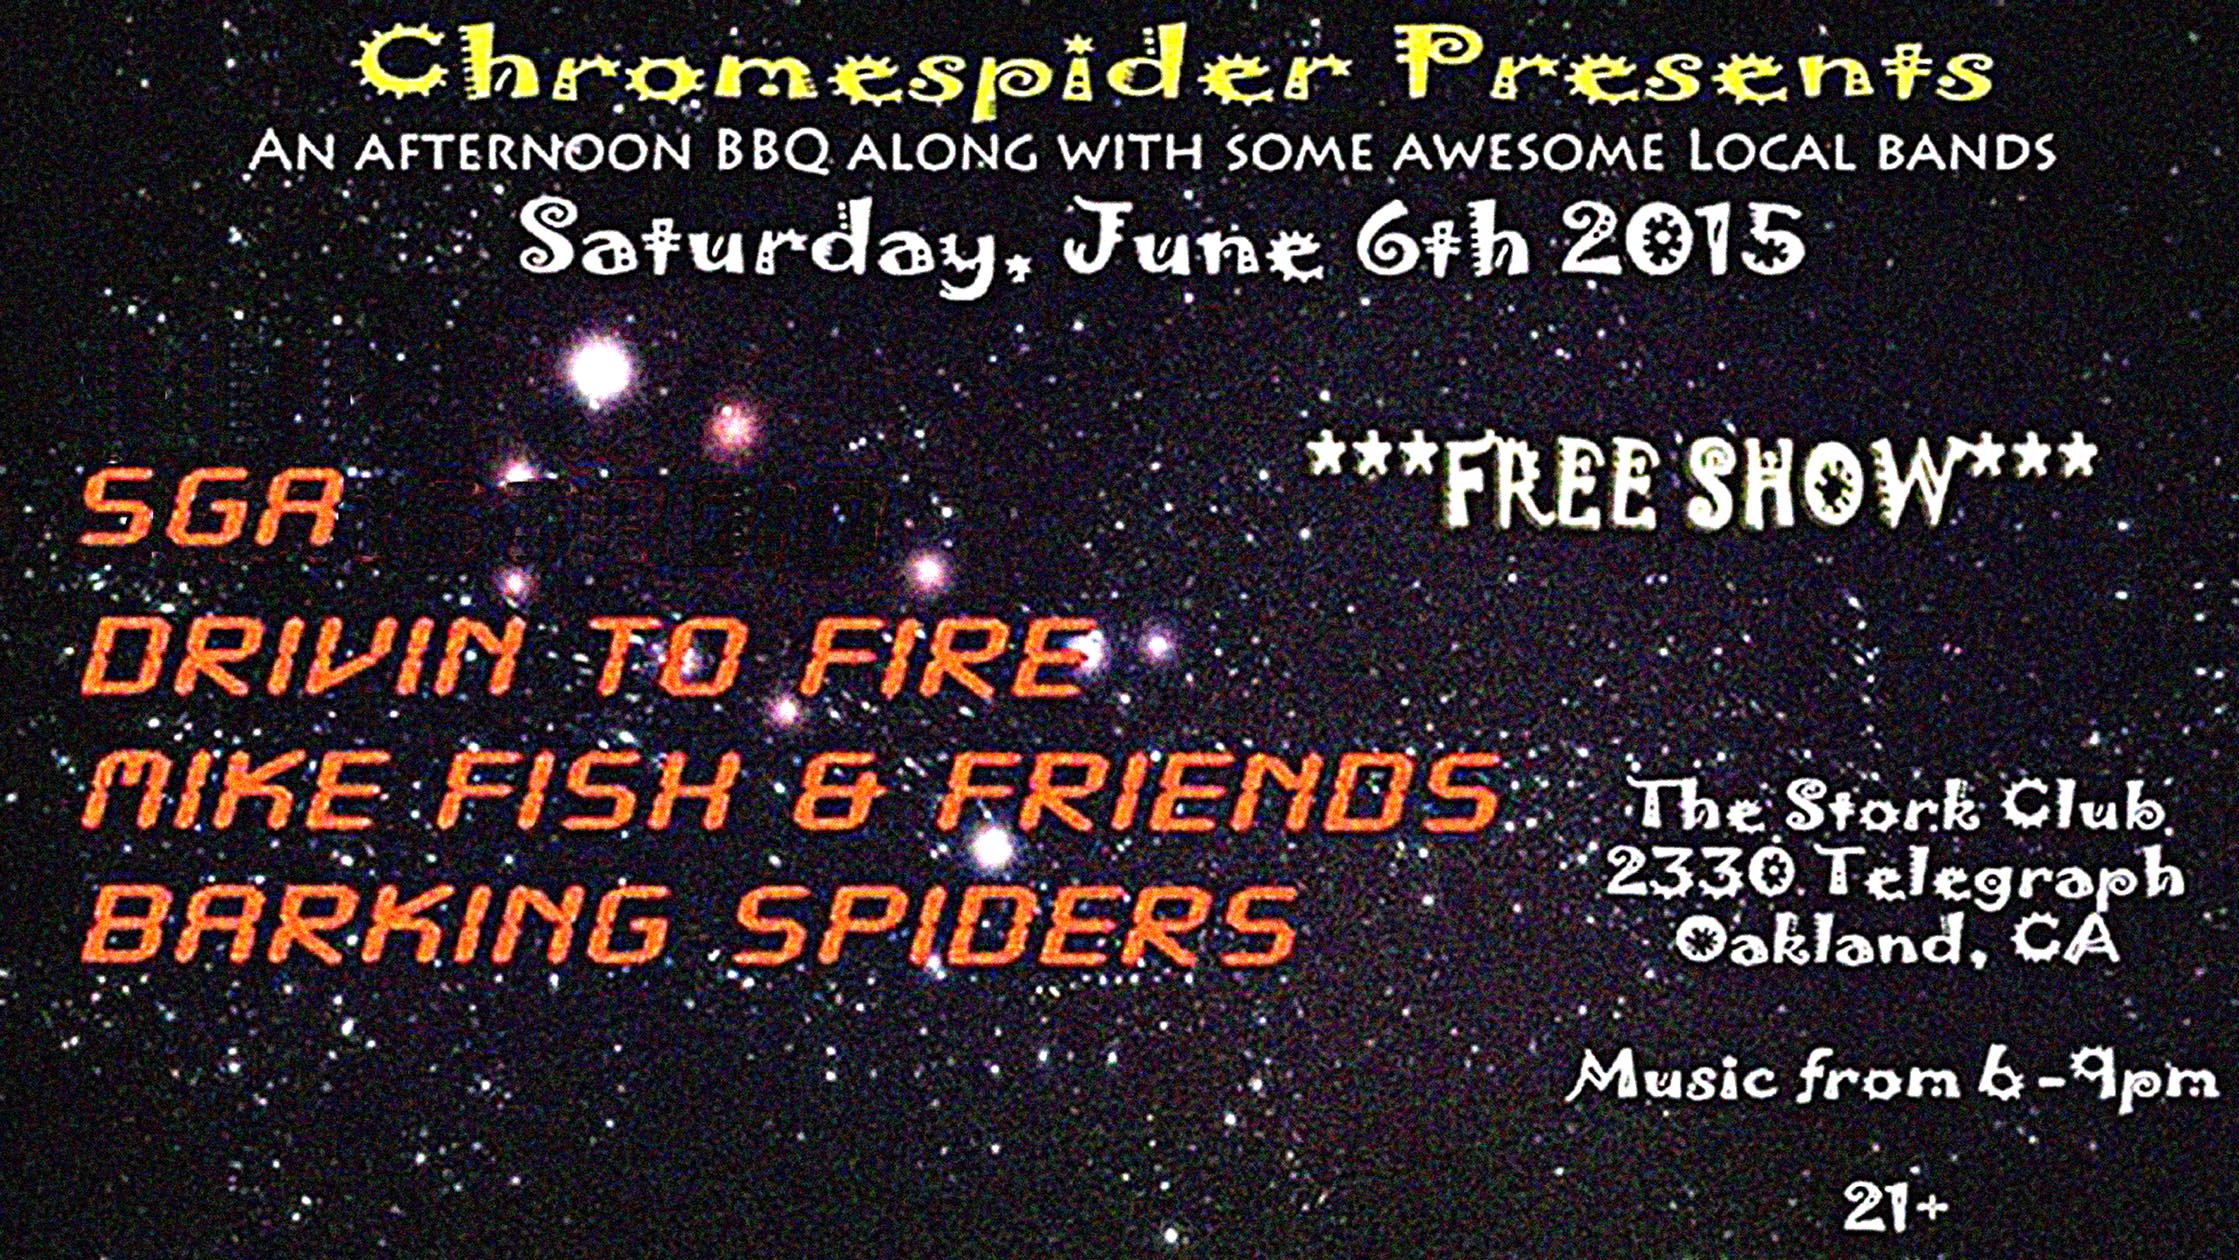 Chromespider Presents
AN AFTERNOON BBQ ALONG WITH SOME AWESOME LOCAL BANDS
Saturday, June 6th 2015
***FREE SHOW***
SGA
DRIVIN TO FIRE
MIKE FISH & FRIENDS
BARKING SPIDERS
The Stork Club
2330 Telegraph
Oakland, CA
Music from 6-9pm
21+